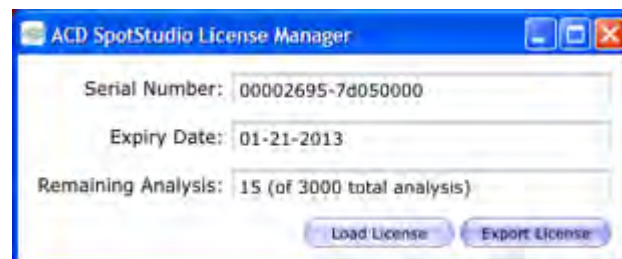 ACD SpotStudio License Manager
Serial Number: 00002695-7d050000
Expiry Date: 01-21-2013
Remaining Analysis: 15 (of 3000 total analysis)
Load License Export License